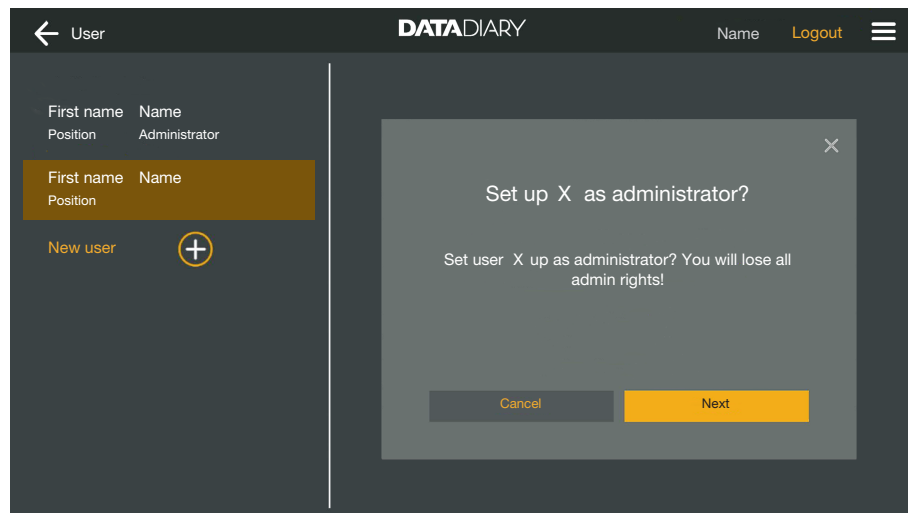 User
DATADIARY
Name Logout
First name Name
Position Administrator
First name Name
Position
New user
Set up X as administrator?
Set user X up as administrator? You will lose all
admin rights!
Cancel
Next